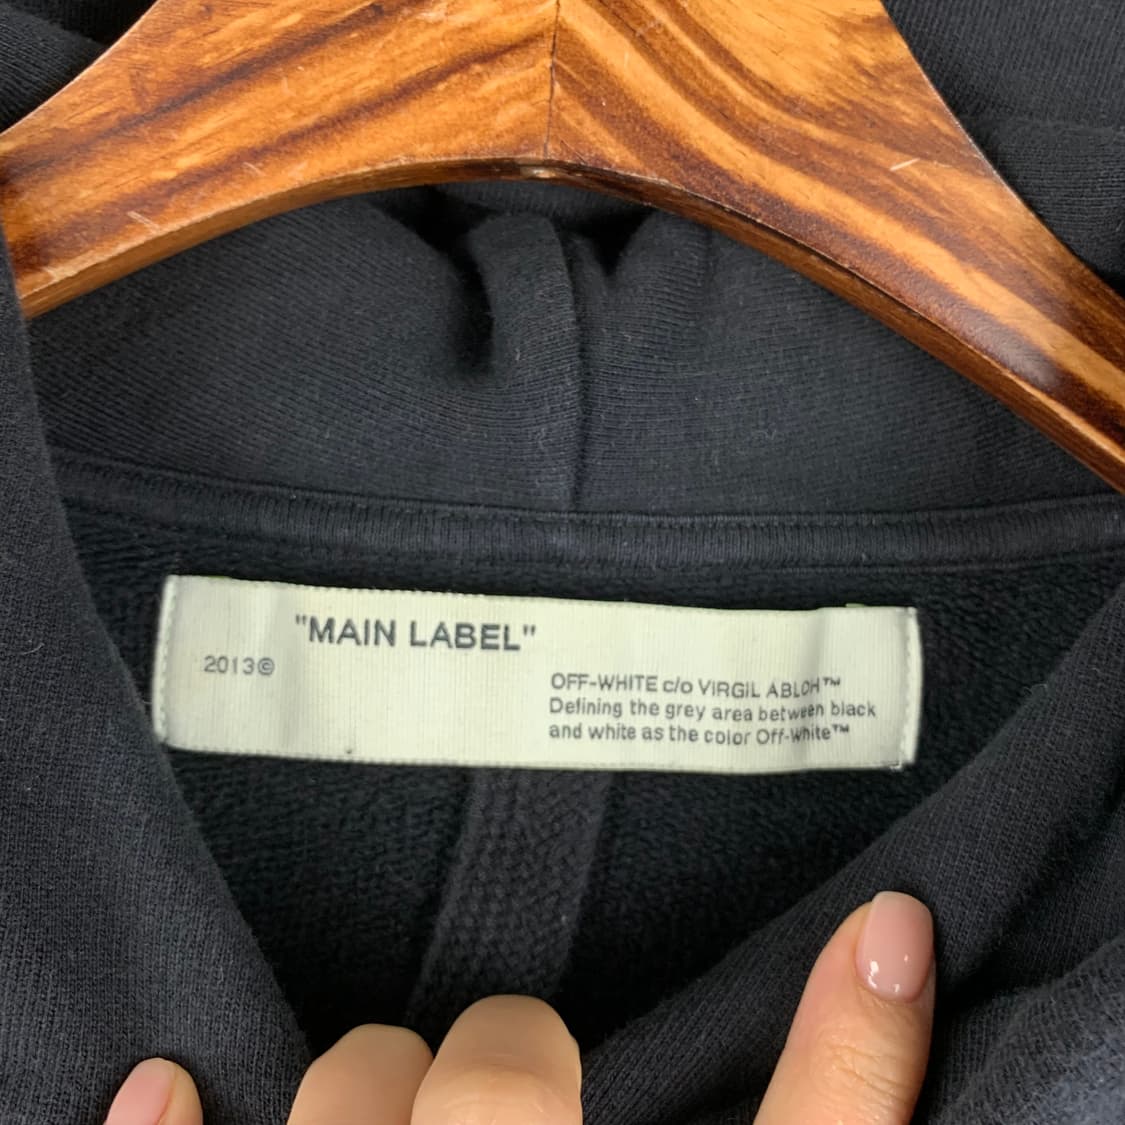 "MAIN LABEL"
2013©
OFF-WHITE c/o VIRGIL ABLOH™
Defining the grey area between black
and white as the color Off-White™